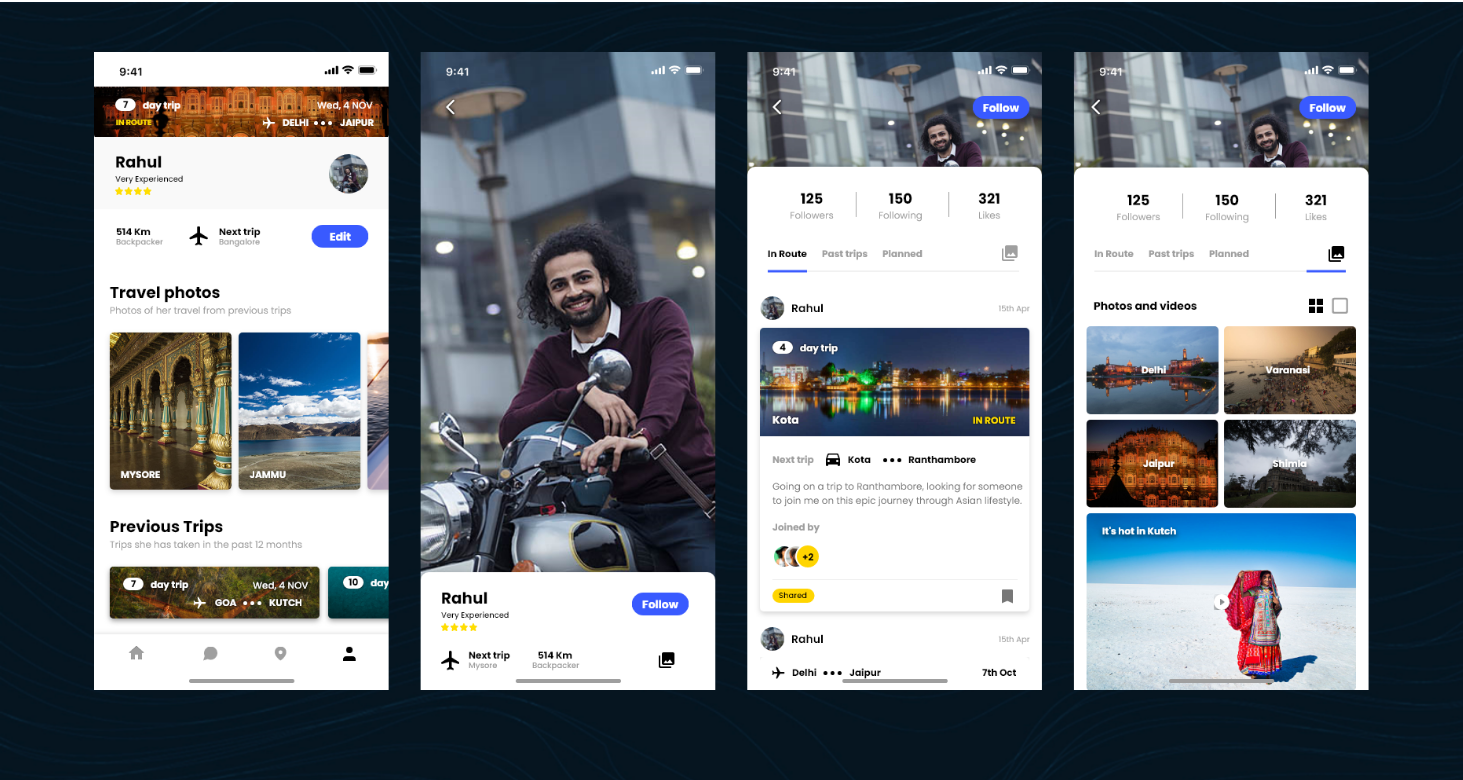 9:41
7 day trip Wed, 4 NOV
IN ROUTE DELHI JAIPUR
Rahul
Very Experienced
514 Km Next trip Edit
Backpacker Bangalore
Travel photos
Photos of her travel from previous trips
MYSORE JAMMU
Previous Trips
Trips she has taken in the past 12 months
7 day trip Wed, 4 NOV 10 day
GOA KUTCH
9:41
Rahul
Follow
Very Experienced
Next trip 514 Km
Mysore Backpacker
9:41
Follow
125 150 321
Followers Following Likes
In Route Past trips Planned
Rahul 15th Apr
4 day trip
Kota IN ROUTE
Next trip Kota Ranthambore
Going on a trip to Ranthambore, looking for someone
to join me on this epic journey through Asian lifestyle.
Joined by
+2
Shared
Rahul 15th Apr
Delhi Jaipur 7th Oct
9:41
Follow
125 150 321
Followers Following Likes
In Route Past trips Planned
Photos and videos
Delhi Varanasi
Jaipur Shimla
It's hot in Kutch